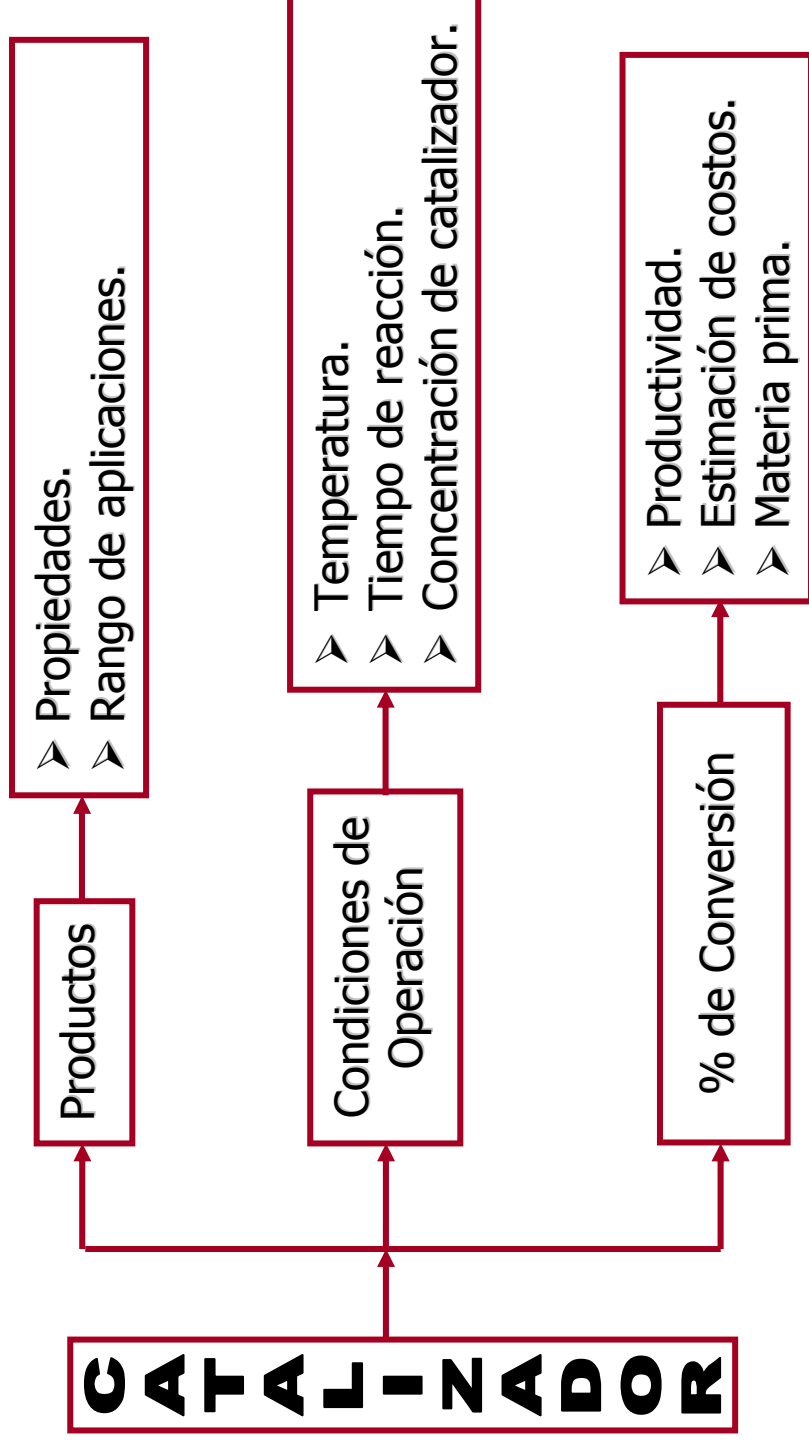 CATALIZADOR
Productos
➢ Propiedades.
➢ Rango de aplicaciones.
Condiciones de
Operación
➢ Temperatura.
➢ Tiempo de reacción.
➢ Concentración de catalizador.
% de Conversión
➢ Productividad.
➢ Estimación de costos.
➢ Materia prima.